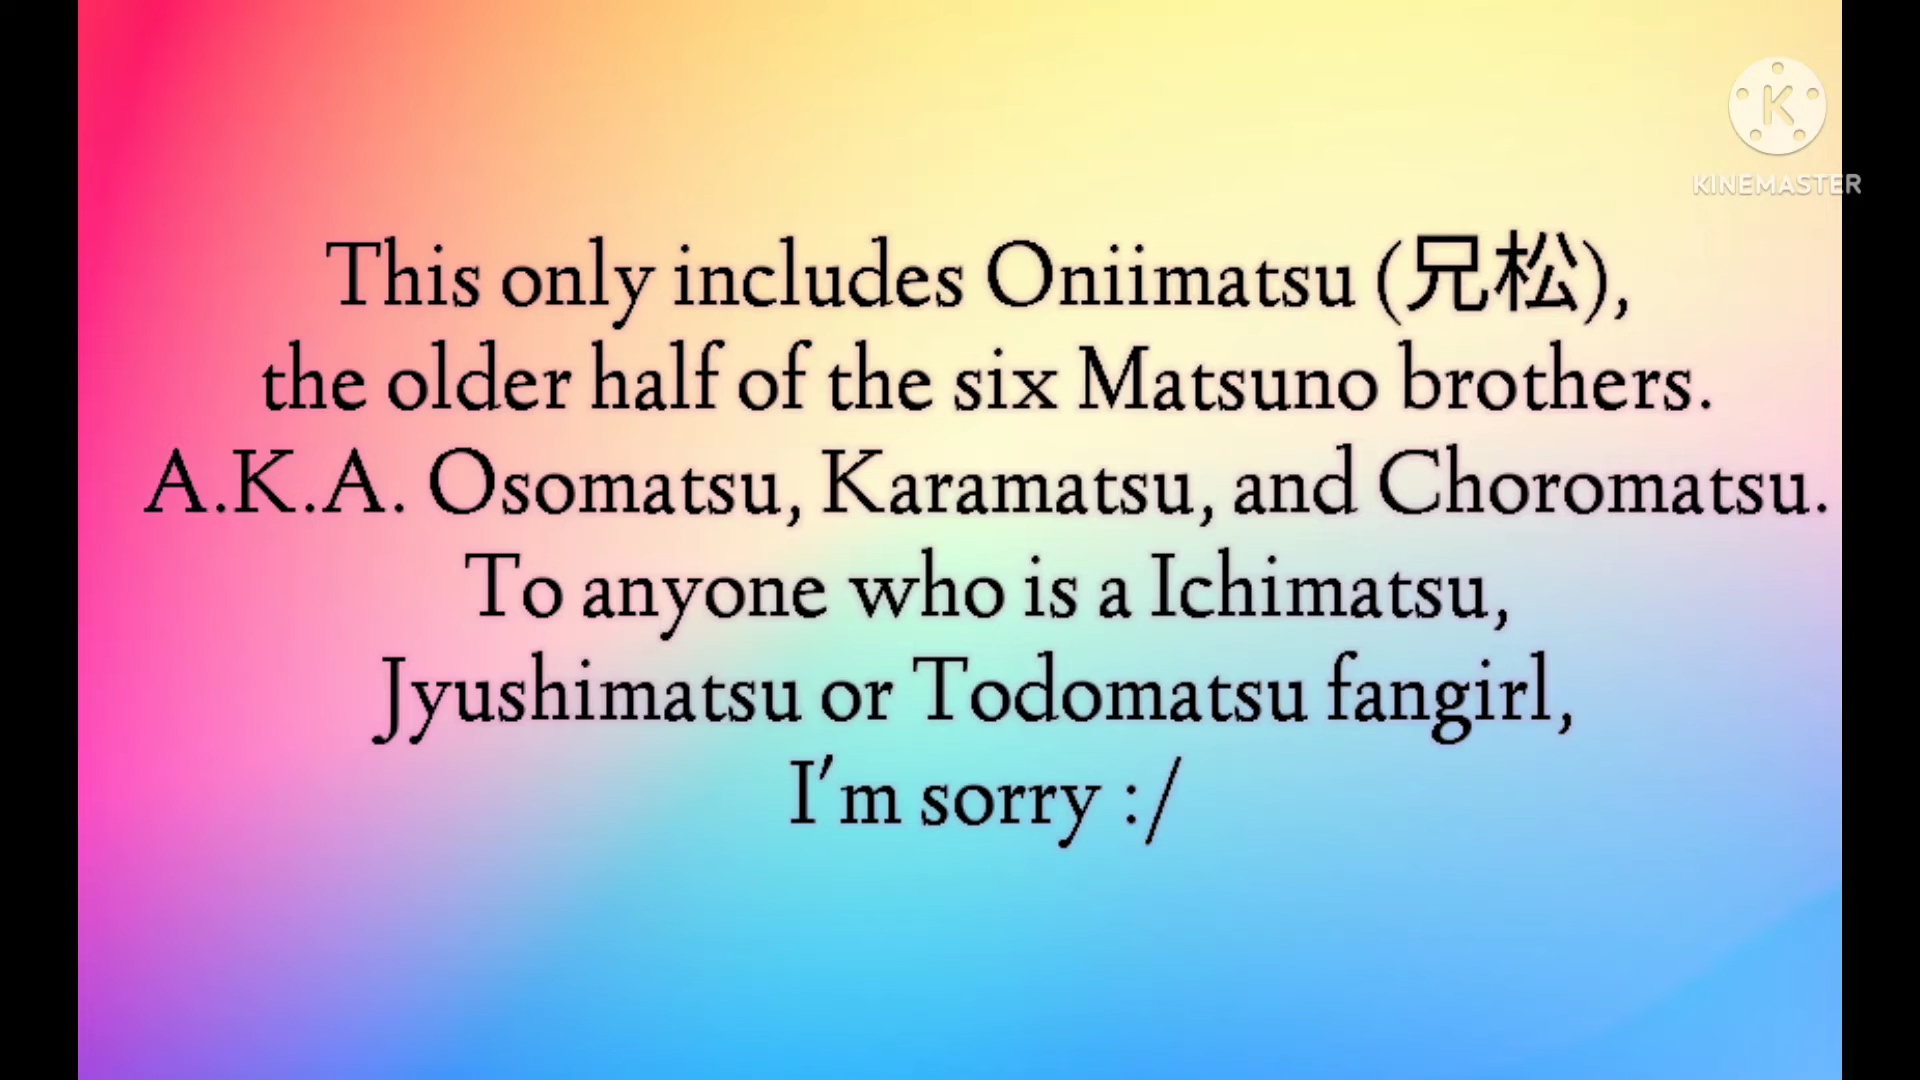 KINEMASTER
This only includes Oniimatsu (兄松),
the older half of the six Matsuno brothers.
A.K.A. Osomatsu, Karamatsu, and Choromatsu.
To anyone who is a Ichimatsu,
Jyushimatsu or Todomatsu fangirl,
I'm sorry :/